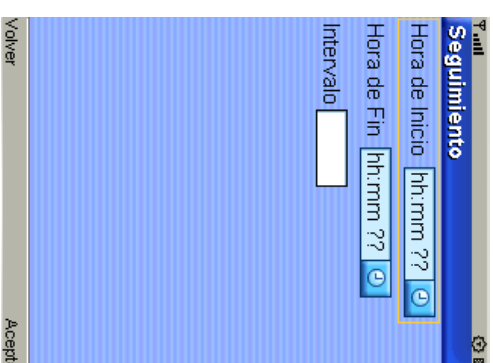 Seguimiento
Hora de Inicio hh:mm ??
Hora de Fin hh:mm ??
Intervalo
Volver Acept